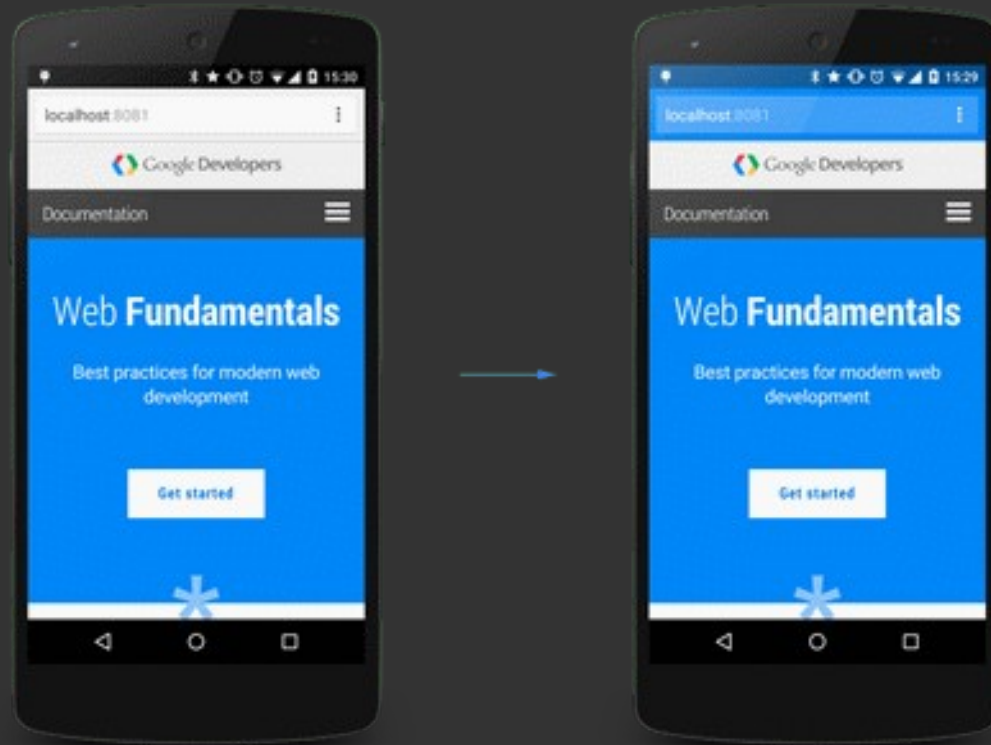 15:30
localhost:8081
Google Developers
Documentation
Web Fundamentals
Best practices for modern web
development
Get started
15:29
localhost:8081
Google Developers
Documentation
Web Fundamentals
Best practices for modern web
development
Get started